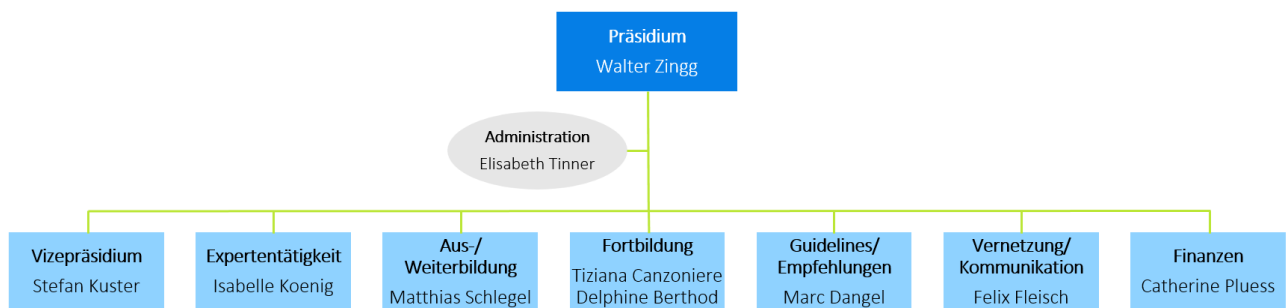 Präsidium
Walter Zingg
Administration
Elisabeth Tinner
Vizepräsidium
Stefan Kuster
Expertentätigkeit
Isabelle Koenig
Aus-/
Weiterbildung
Matthias Schlegel
Fortbildung
Tiziana Canzoniere
Delphine Berthod
Guidelines/
Empfehlungen
Marc Dangel
Vernetzung/
Kommunikation
Felix Fleisch
Finanzen
Catherine Pluess